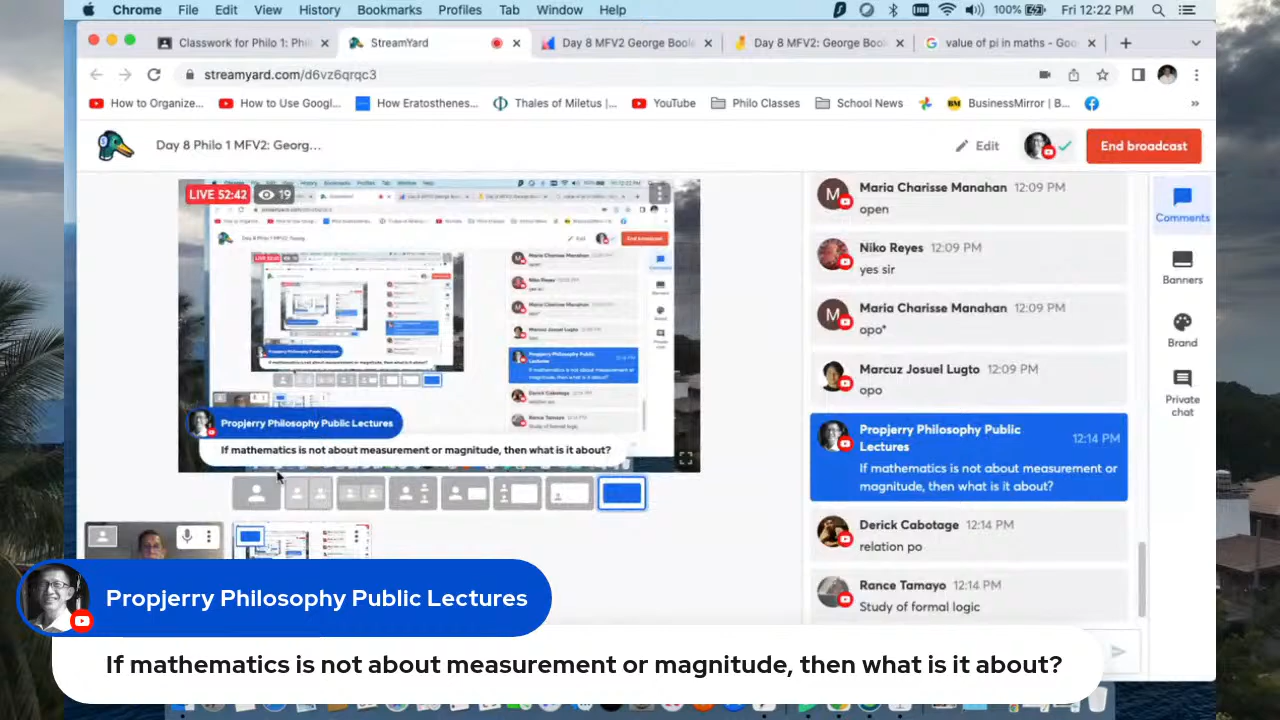 Chrome File Edit View History Bookmarks Profiles Tab Window Help 100% Fri 12:22 PM
Classwork for Philo 1: Phil StreamYard Day 8 MFV2 George Boole Day 8 MFV2: George Bool value of pi in maths - Goo
streamyard.com/d6vz6qrqc3
How to Organize... How to Use Googl... How Eratosthenes... Thales of Miletus |... YouTube Philo Classes School News BusinessMirror | B... »
Day 8 Philo 1 MFV2: Georg... Edit End broadcast
LIVE 52:42 19
Propjerry Philosophy Public Lectures
If mathematics is not about measurement or magnitude, then what is it about?
Maria Charisse Manahan 12:09 PM
open
Niko Reyes 12:09 PM
yes sir
Maria Charisse Manahan 12:09 PM
opo*
Marcuz Josuel Lugto 12:09 PM
opo
Propjerry Philosophy Public
Lectures 12:14 PM
If mathematics is not about measurement or
magnitude, then what is it about?
Derick Cabotage 12:14 PM
relation po
Rance Tamayo 12:14 PM
Study of formal logic
Comments
Banners
Brand
Private
chat
Propjerry Philosophy Public Lectures
If mathematics is not about measurement or magnitude, then what is it about?